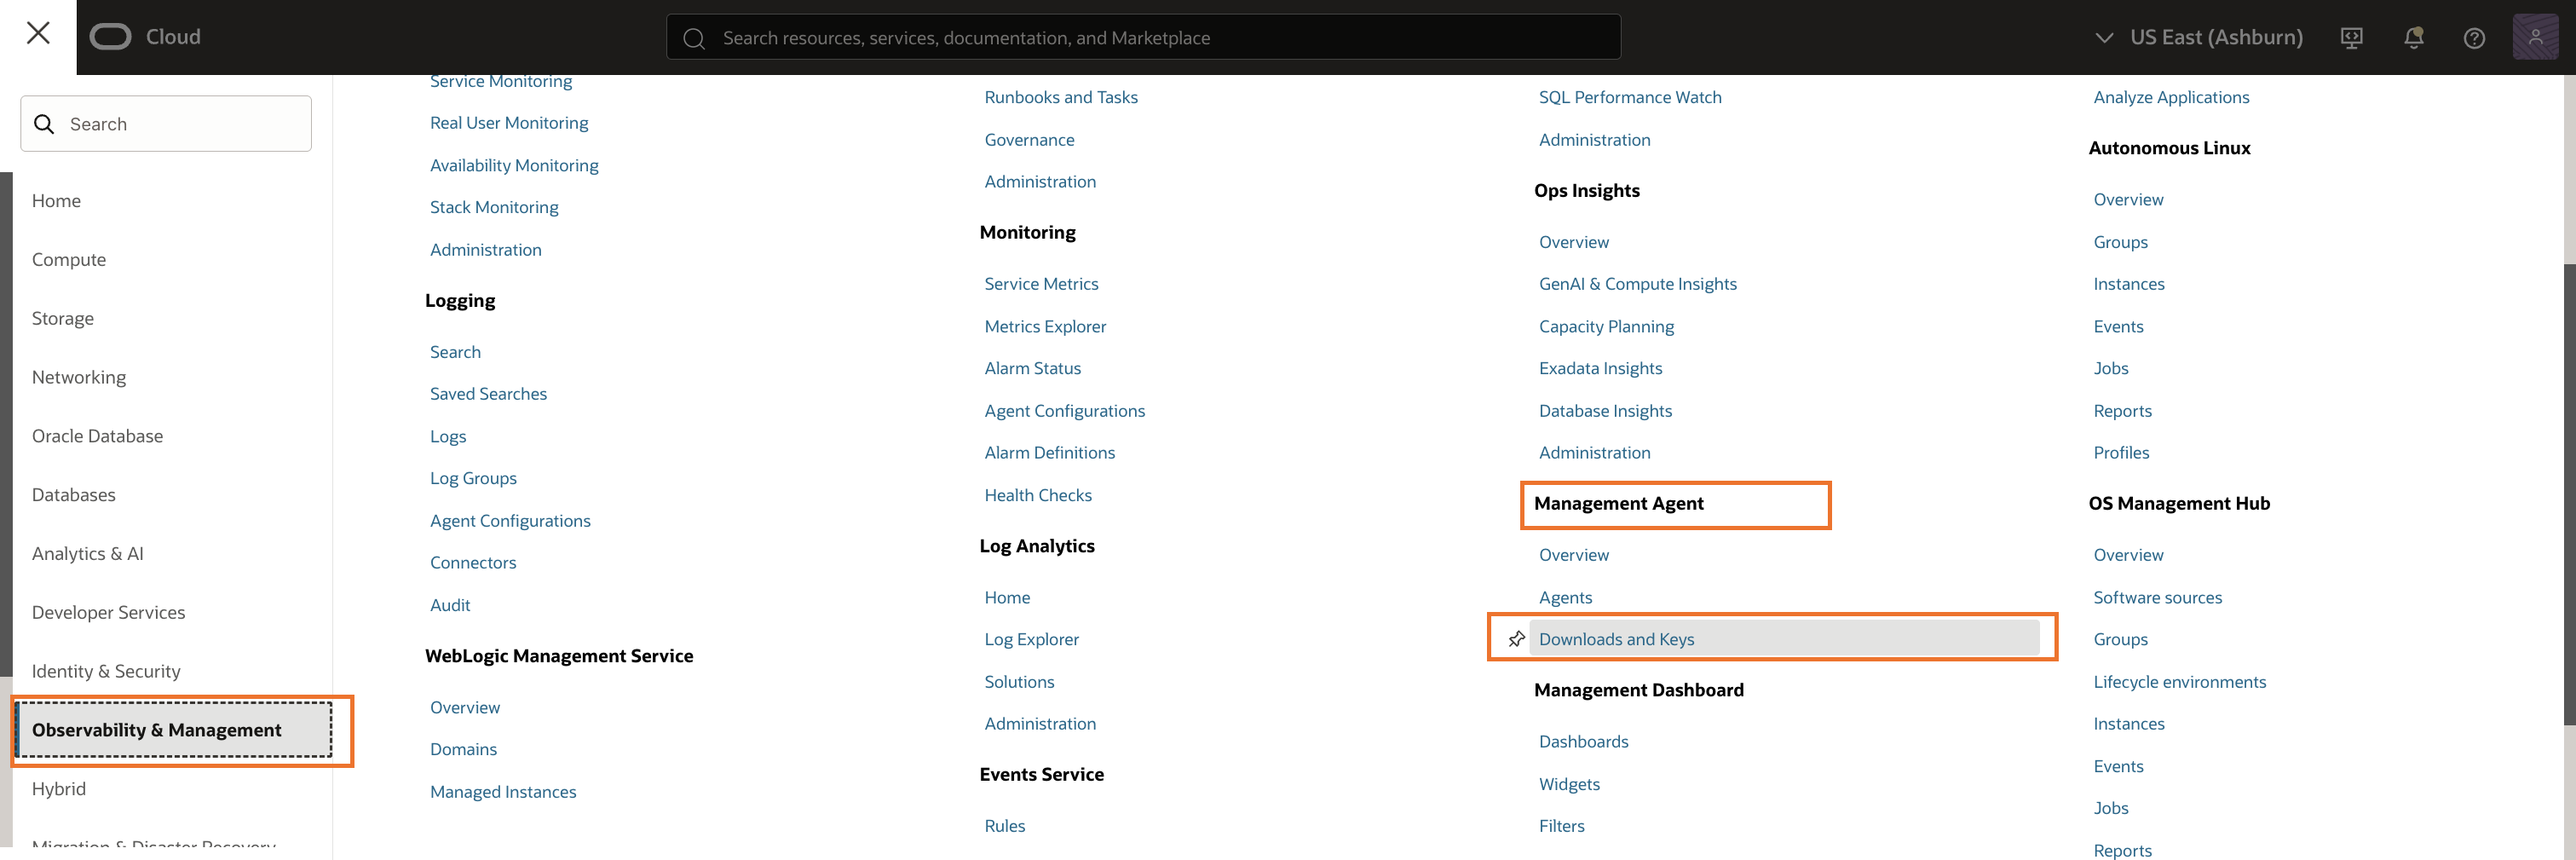 Cloud
Search resources, services, documentation, and Marketplace
US East (Ashburn)
Search
Home
Compute
Storage
Networking
Oracle Database
Databases
Analytics & AI
Developer Services
Identity & Security
Observability & Management
Hybrid
Migration & Disaster Recovery
Service Monitoring
Real User Monitoring
Availability Monitoring
Stack Monitoring
Administration
Logging
Search
Saved Searches
Logs
Log Groups
Agent Configurations
Connectors
Audit
WebLogic Management Service
Overview
Domains
Managed Instances
Runbooks and Tasks
Governance
Administration
Monitoring
Service Metrics
Metrics Explorer
Alarm Status
Agent Configurations
Alarm Definitions
Health Checks
Log Analytics
Home
Log Explorer
Solutions
Administration
Events Service
Rules
SQL Performance Watch
Administration
Ops Insights
Overview
GenAI & Compute Insights
Capacity Planning
Exadata Insights
Database Insights
Administration
Management Agent
Overview
Agents
Downloads and Keys
Management Dashboard
Dashboards
Widgets
Filters
Analyze Applications
Autonomous Linux
Overview
Groups
Instances
Events
Jobs
Reports
Profiles
OS Management Hub
Overview
Software sources
Groups
Lifecycle environments
Instances
Events
Jobs
Reports